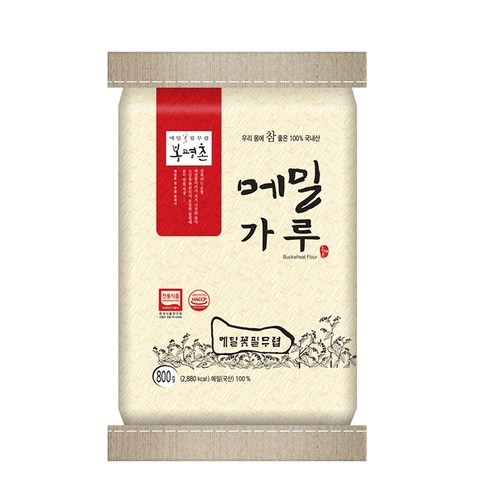 메밀꽃필무렵
봉평촌
우리 몸에 참 좋은 100% 국내산
메밀
가루
Buckwheat Flour
전통식품
HACCP
메밀꽃필무렵
800g
(2,880 kcal) 메밀(국산) 100 %